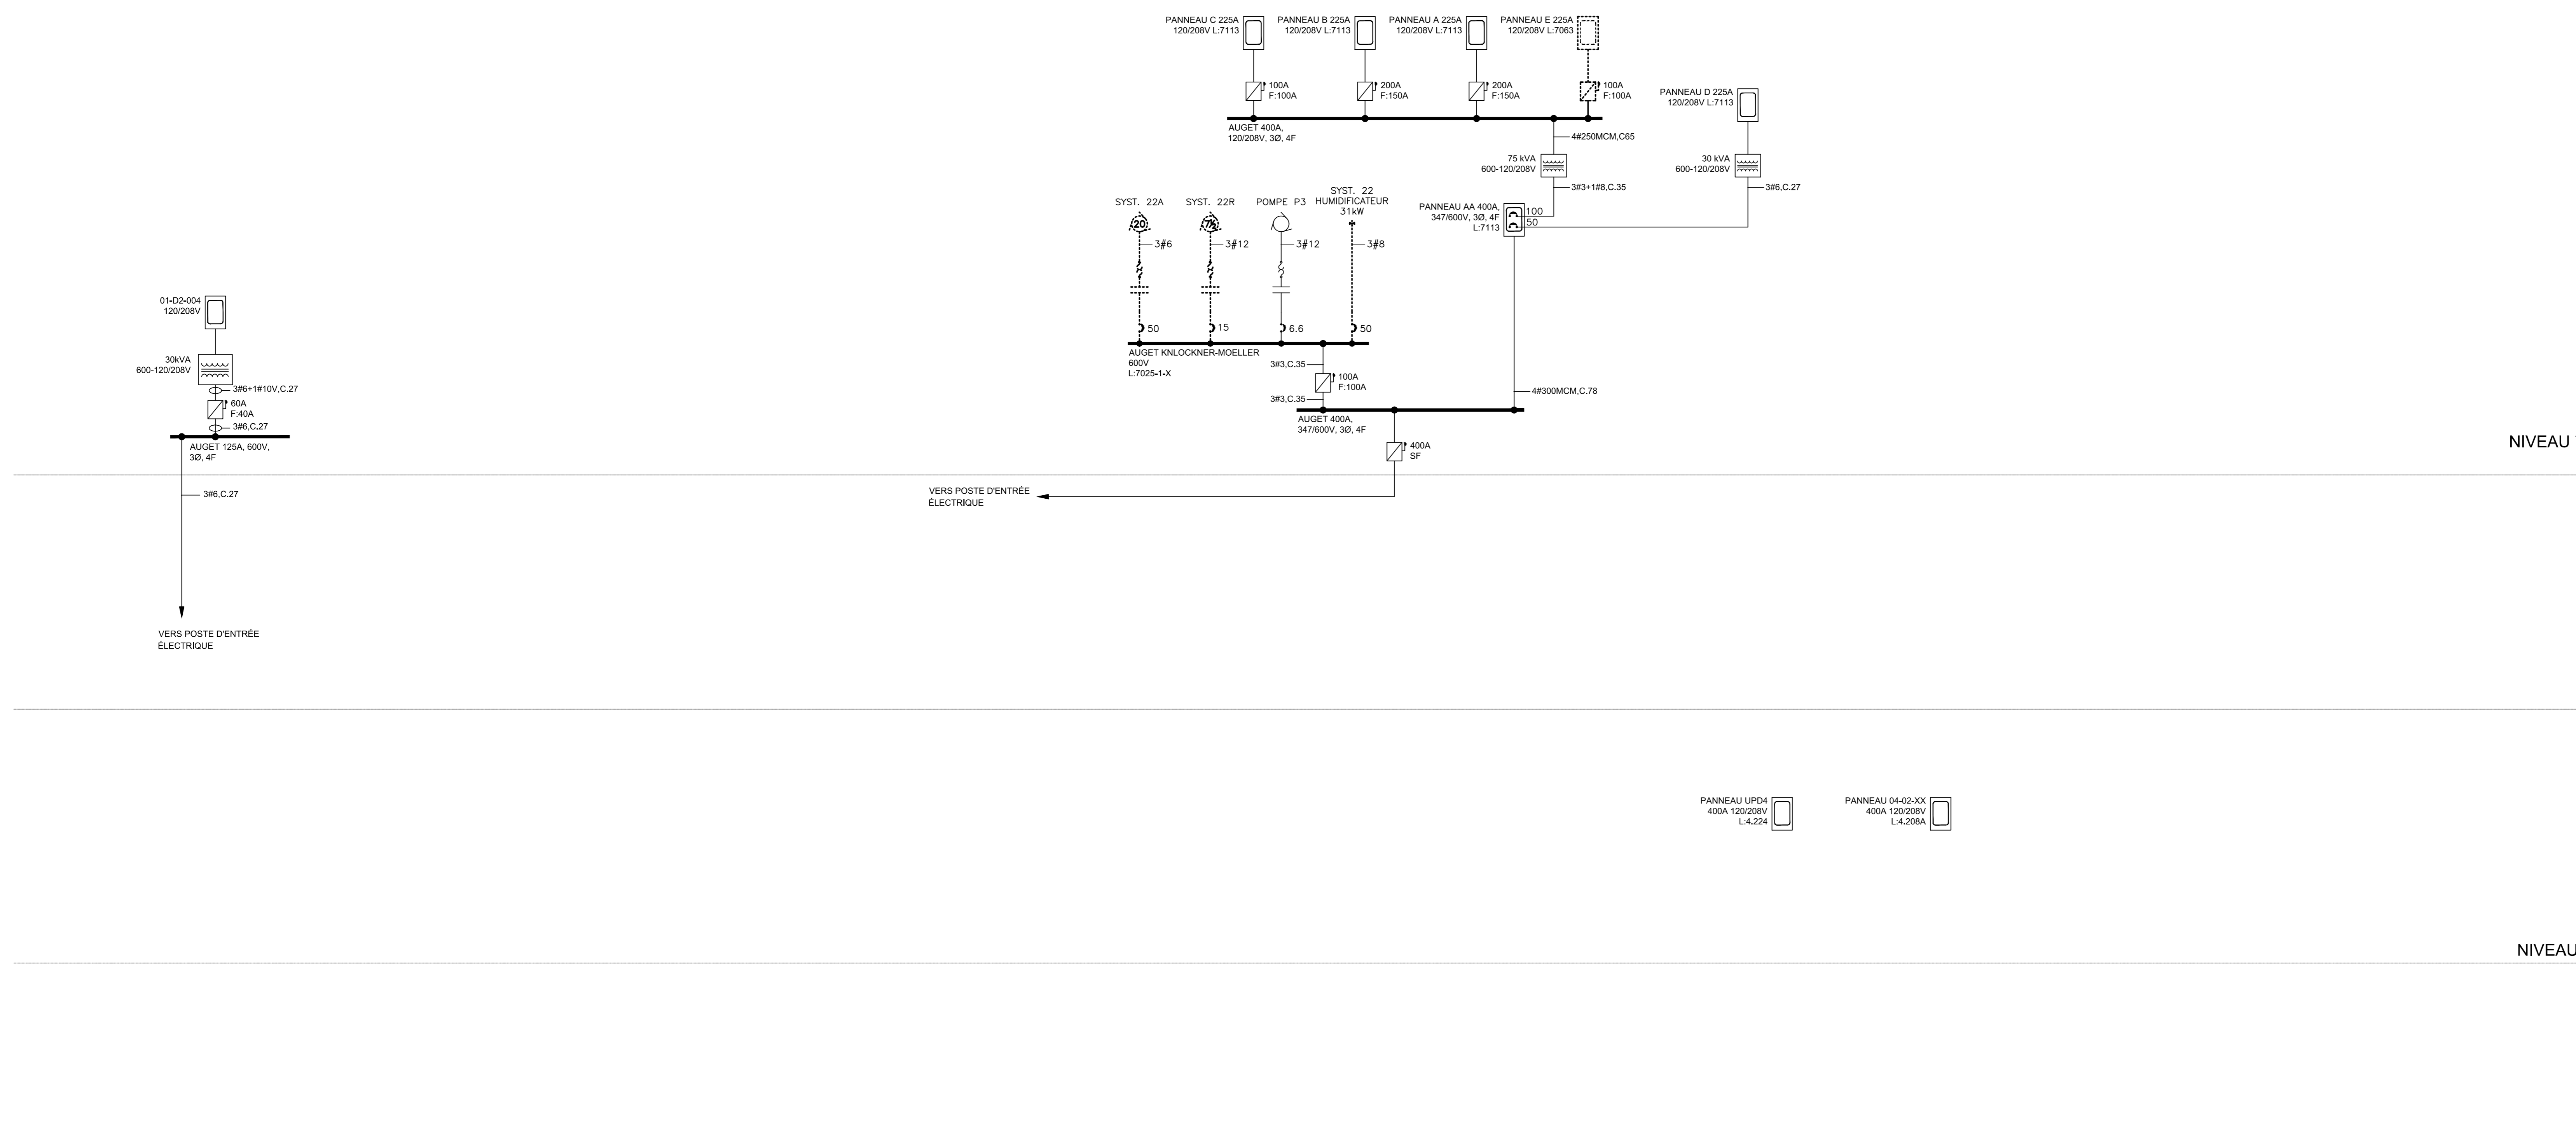 PANNEAU C 225A
120/208V L:7113
PANNEAU B 225A
120/208V L:7113
PANNEAU A 225A
120/208V L:7113
PANNEAU E 225A
120/208V L:7063
100A
F:100A
200A
F:150A
200A
F:150A
100A
F:100A
PANNEAU D 225A
120/208V L:7113
AUGET 400A,
120/208V, 3Ø, 4F
4#250MCM,C65
75 kVA
600-120/208V
30 kVA
600-120/208V
3#3+1#8,C.35
3#6,C.27
SYST. 22A
SYST. 22R
POMPE P3
SYST. 22
HUMIDIFICATEUR
31kW
PANNEAU AA 400A,
347/600V, 3Ø, 4F
L:7113
100
50
20
7½
3#6
3#12
3#12
3#8
50
15
6.6
50
AUGET KNLOCKNER-MOELLER
600V
L:7025-1-X
3#3,C.35
100A
F:100A
3#3,C.35
4#300MCM,C.78
AUGET 400A,
347/600V, 3Ø, 4F
400A
SF
01-D2-004
120/208V
30kVA
600-120/208V
3#6+1#10V,C.27
60A
F:40A
3#6,C.27
AUGET 125A, 600V,
3Ø, 4F
NIVEAU
3#6,C.27
VERS POSTE D'ENTRÉE
ÉLECTRIQUE
VERS POSTE D'ENTRÉE
ÉLECTRIQUE
PANNEAU UPD4
400A 120/208V
L:4.224
PANNEAU 04-02-XX
400A 120/208V
L:4.208A
NIVEAU